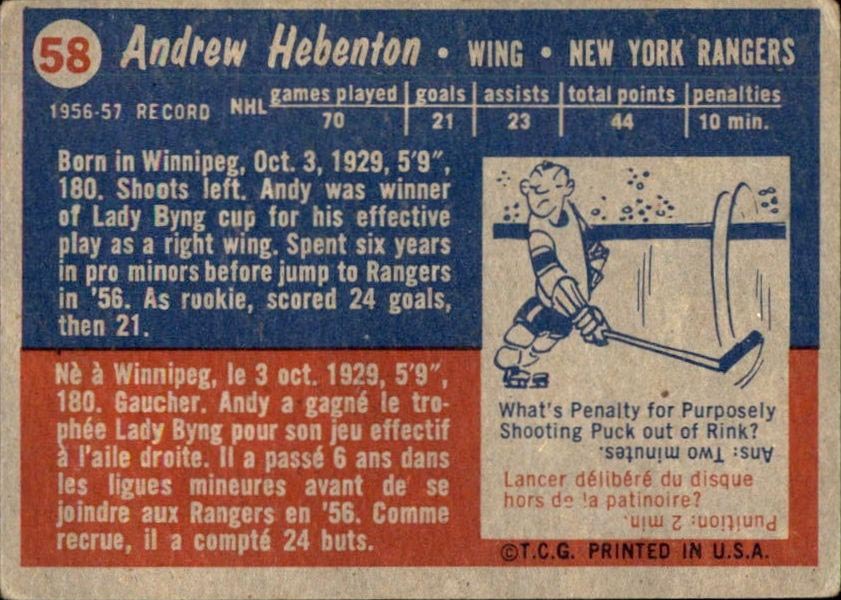 58 Andrew Hebenton • WING • NEW YORK RANGERS
1956-57 RECORD NHL games played goals assists total points penalties
70 21 23 44 10 min.
Born in Winnipeg, Oct. 3, 1929, 5'9",
180. Shoots left. Andy was winner
of Lady Byng cup for his effective
play as a right wing. Spent six years
in pro minors before jump to Rangers
in '56. As rookie, scored 24 goals,
then 21.
Nè à Winnipeg, le 3 oct. 1929, 5'9",
180. Gaucher. Andy a gagné le tro-
phée Lady Byng pour son jeu effectif
à l'aile droite. Il a passé 6 ans dans
les ligues mineures avant de se
joindre aux Rangers en '56. Comme
recrue, il a compté 24 buts.
What's Penalty for Purposely
Shooting Puck out of Rink?
Ans: Two minutes.
Lancer délibéré du disque
hors de la patinoire?
Punition: 2 min.
©T.C.G. PRINTED IN U.S.A.